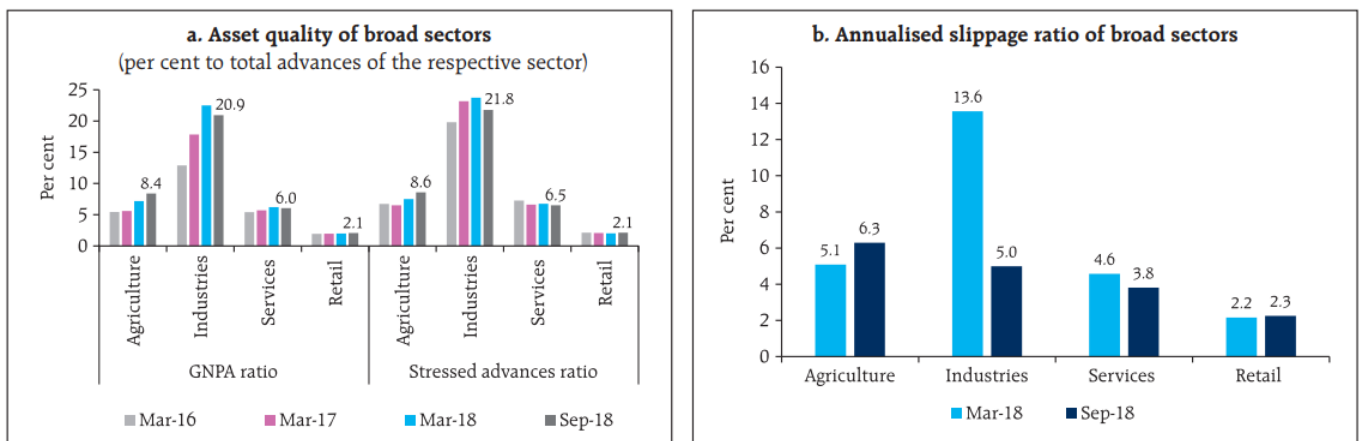 a. Asset quality of broad sectors
(per cent to total advances of the respective sector)
Per cent
25
20
15
10
5
0
8.4
20.9
6.0
2.1
8.6
21.8
6.5
2.1
Agriculture
Industries
Services
Retail
Agriculture
Industries
Services
Retail
GNPA ratio
Stressed advances ratio
Mar-16
Mar-17
Mar-18
Sep-18
b. Annualised slippage ratio of broad sectors
Per cent
16
14
12
10
8
6
4
2
0
5.1
6.3
13.6
5.0
4.6
3.8
2.2
2.3
Agriculture
Industries
Services
Retail
Mar-18
Sep-18